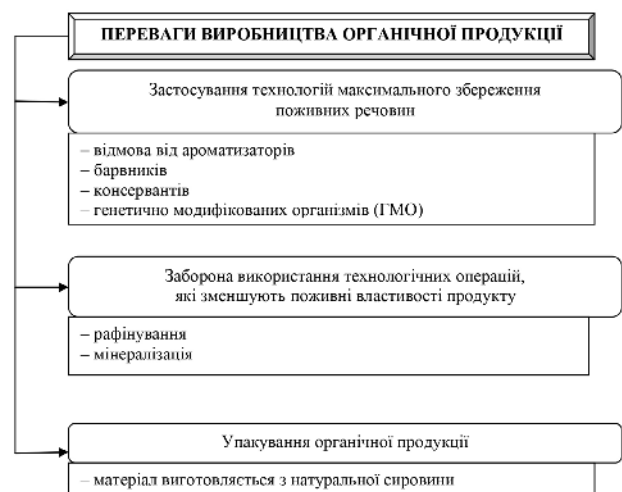 ПЕРЕВАГИ ВИРОБНИЦТВА ОРГАНІЧНОЇ ПРОДУКЦІЇ
Застосування технологій максимального збереження
поживних речовин
– відмова від ароматизаторів
– барвників
– консервантів
– генетично модифікованих організмів (ГМО)
Заборона використання технологічних операцій,
які зменшують поживні властивості продукту
– рафінування
– мінералізація
Упакування органічної продукції
– матеріал виготовляється з натуральної сировини